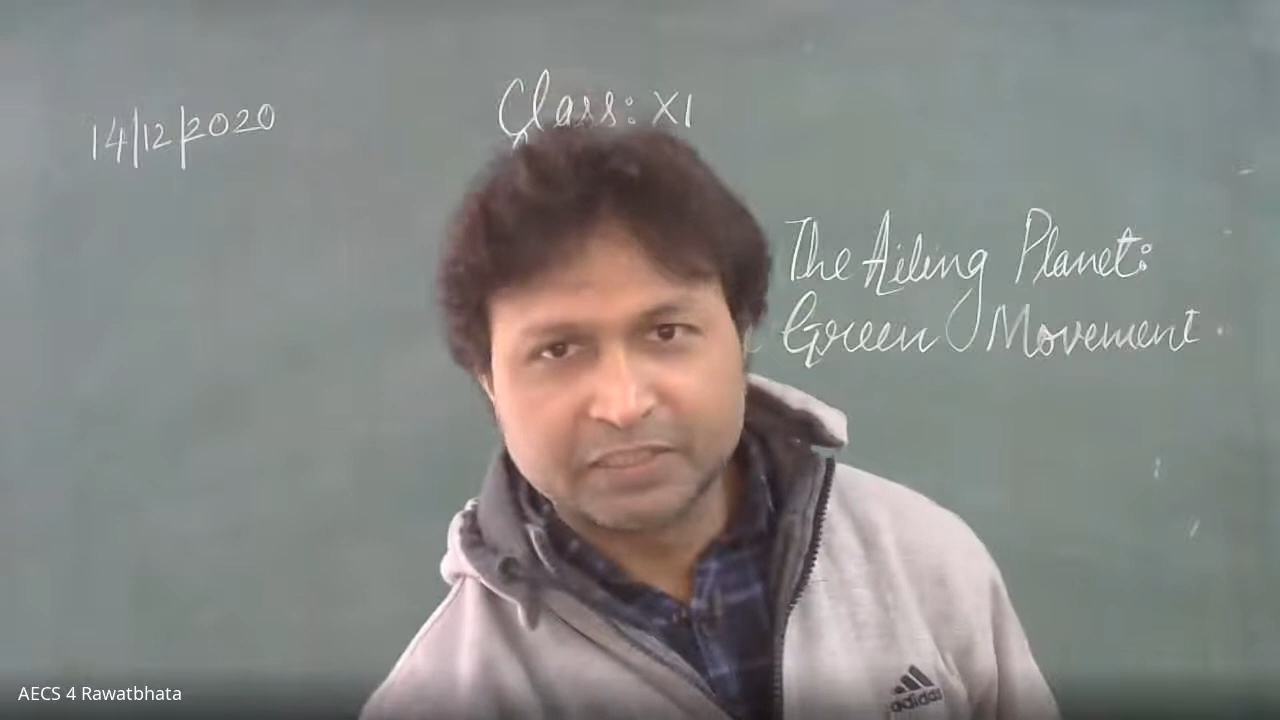 14/12/2020
Class: XI
The Ailing Planet:
Green Movement
adidas
AECS 4 Rawatbhata